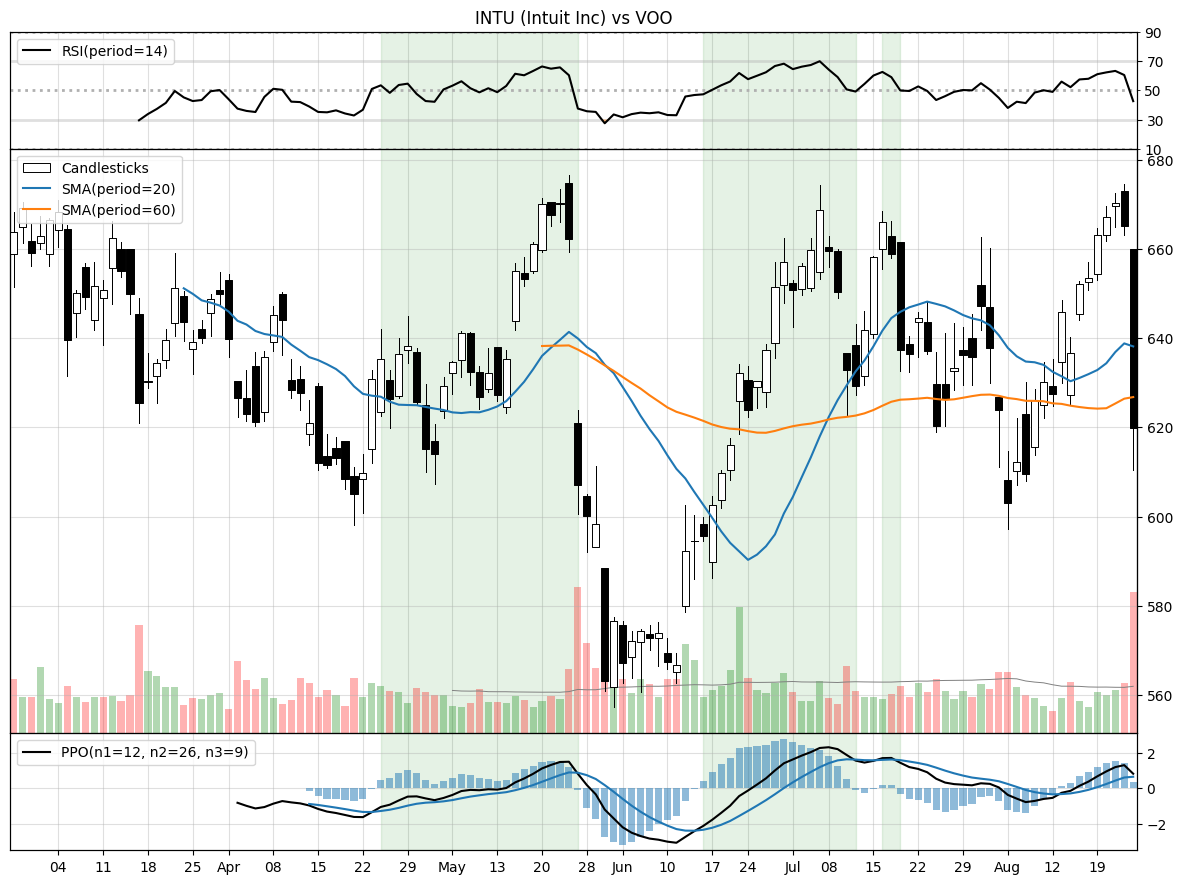 INTU (Intuit Inc) vs VOO
RSI(period=14)
90
70
50
30
10
Candlesticks
SMA(period=20)
SMA(period=60)
680
660
640
620
600
580
560
PPO(n1=12, n2=26, n3=9)
2
0
−2
04 11 18 25 Apr 08 15 22 29 May 13 20 28 Jun 10 17 24 Jul 08 15 22 29 Aug 12 19